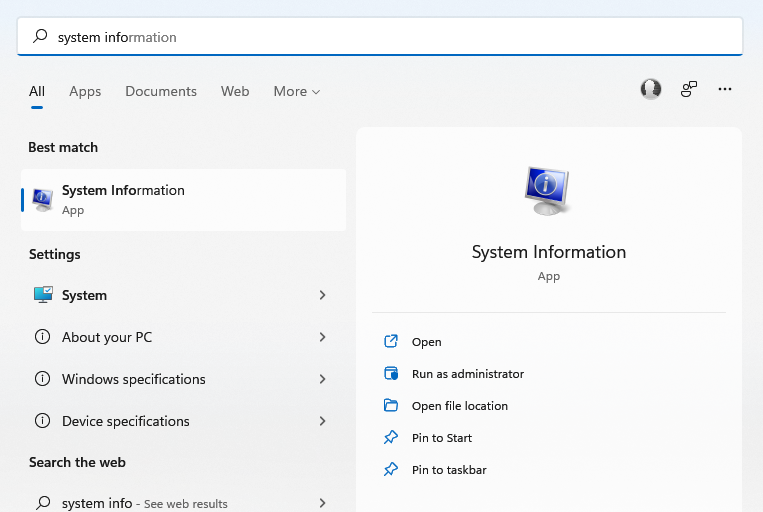 system information
All Apps Documents Web More
Best match
System Information
App
Settings
System
About your PC
Windows specifications
Device specifications
Search the web
system info - See web results
System Information
App
Open
Run as administrator
Open file location
Pin to Start
Pin to taskbar